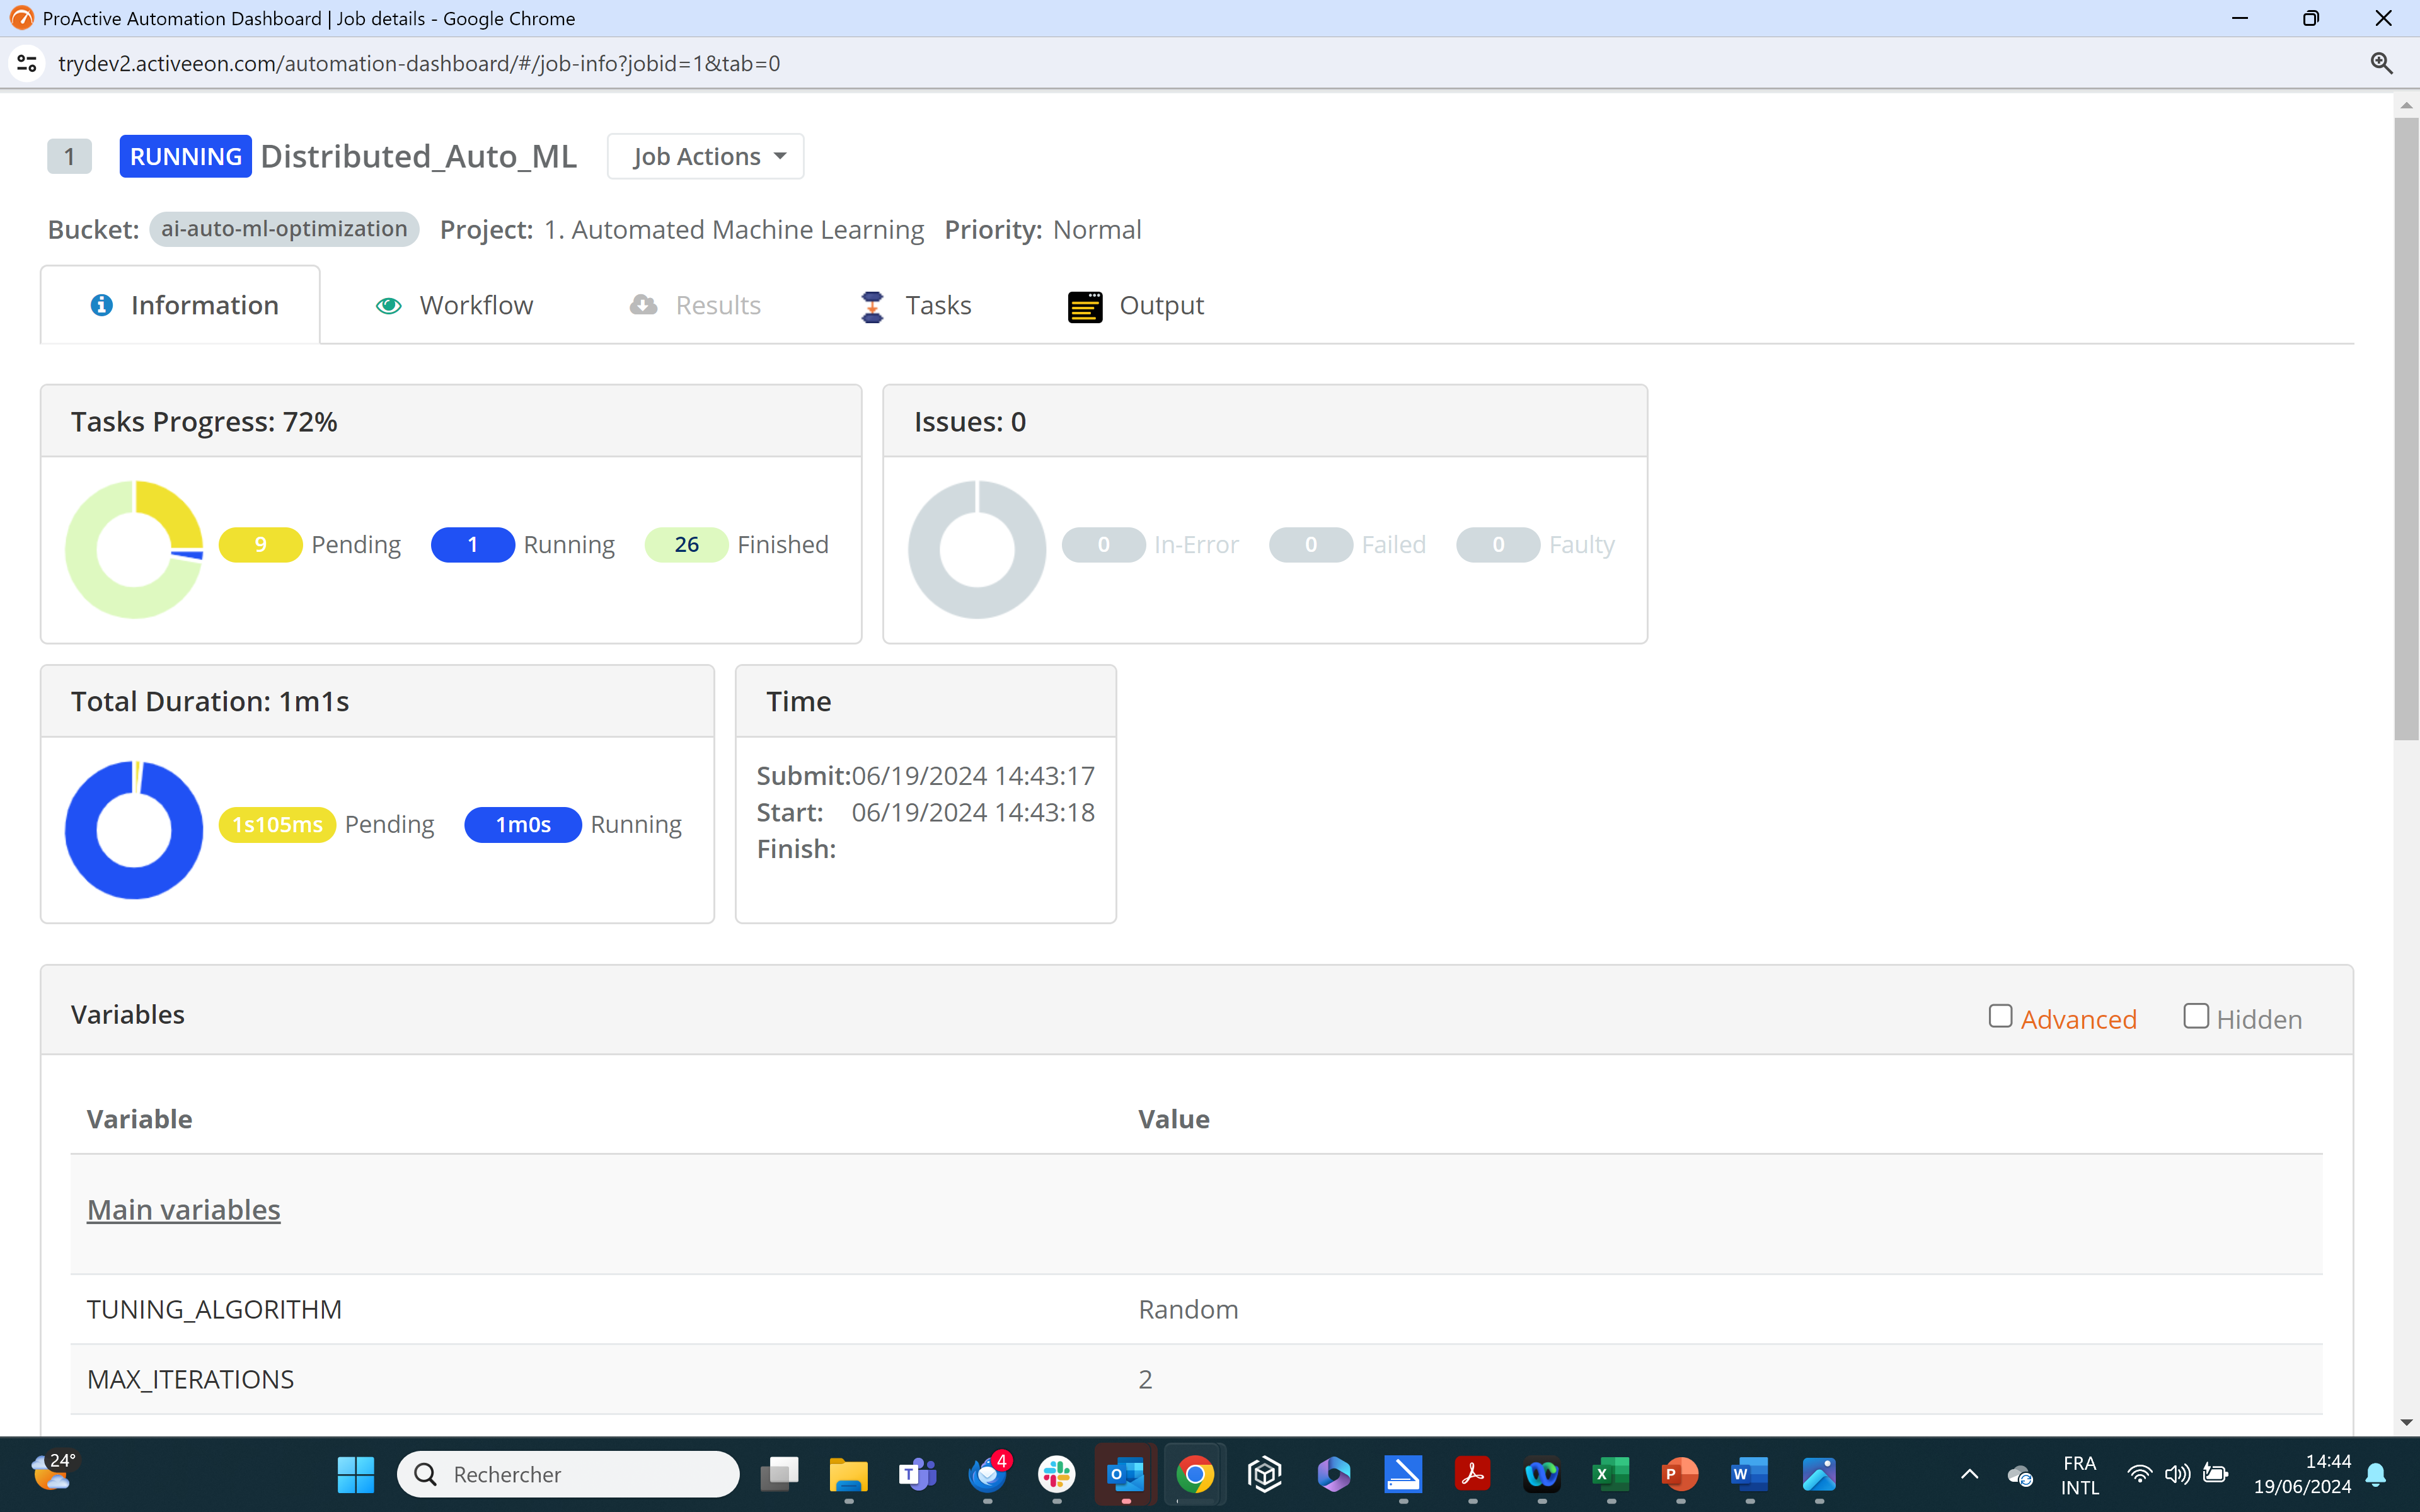 ProActive Automation Dashboard | Job details - Google Chrome
trydev2.activeeon.com/automation-dashboard/#/job-info?jobid=1&tab=0
1 RUNNING Distributed_Auto_ML Job Actions
Bucket: ai-auto-ml-optimization Project: 1. Automated Machine Learning Priority: Normal
Information Workflow Results Tasks Output
Tasks Progress: 72%
9 Pending 1 Running 26 Finished
Issues: 0
0 In-Error 0 Failed 0 Faulty
Total Duration: 1m1s
1s105ms Pending 1m0s Running
Time
Submit:06/19/2024 14:43:17
Start: 06/19/2024 14:43:18
Finish:
Variables
Advanced Hidden
Variable Value
Main variables
TUNING_ALGORITHM Random
MAX_ITERATIONS 2
24°
Rechercher
4
FRA
INTL
14:44
19/06/2024